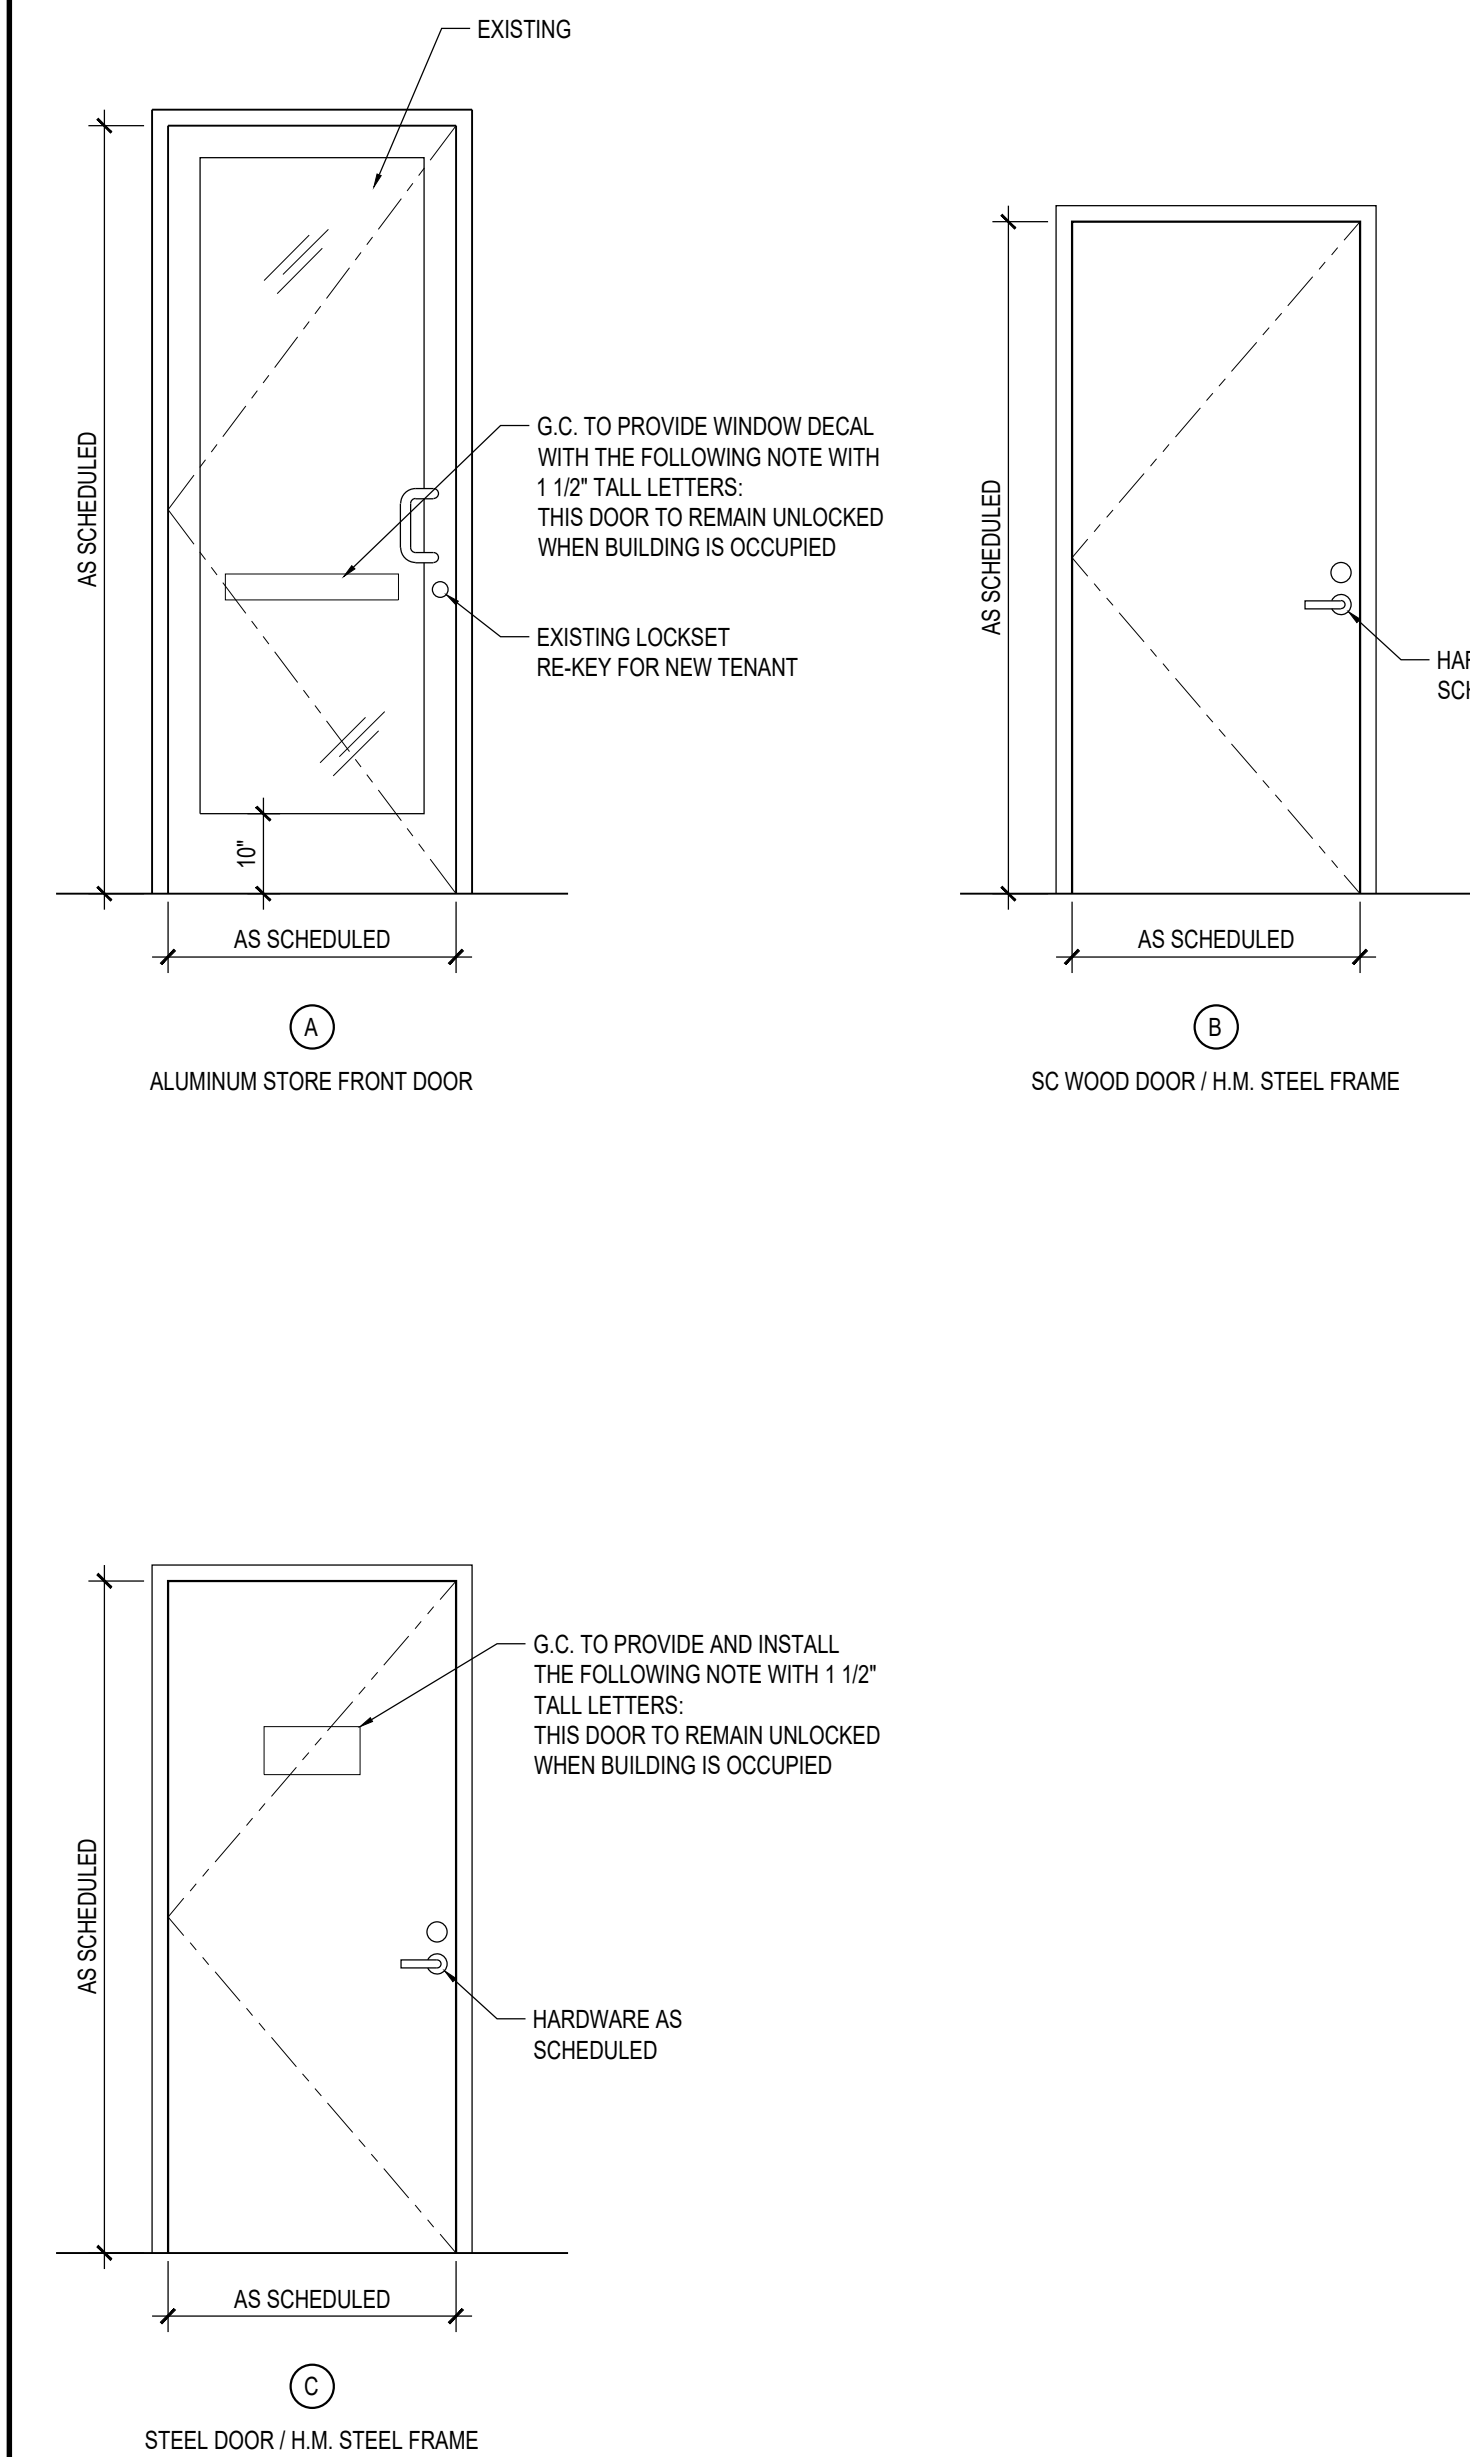 EXISTING
AS SCHEDULED
G.C. TO PROVIDE WINDOW DECAL
WITH THE FOLLOWING NOTE WITH
1 1/2" TALL LETTERS:
THIS DOOR TO REMAIN UNLOCKED
WHEN BUILDING IS OCCUPIED
EXISTING LOCKSET
RE-KEY FOR NEW TENANT
10"
AS SCHEDULED
A
ALUMINUM STORE FRONT DOOR
AS SCHEDULED
AS SCHEDULED
B
SC WOOD DOOR / H.M. STEEL FRAME
AS SCHEDULED
G.C. TO PROVIDE AND INSTALL
THE FOLLOWING NOTE WITH 1 1/2"
TALL LETTERS:
THIS DOOR TO REMAIN UNLOCKED
WHEN BUILDING IS OCCUPIED
HARDWARE AS
SCHEDULED
AS SCHEDULED
C
STEEL DOOR / H.M. STEEL FRAME